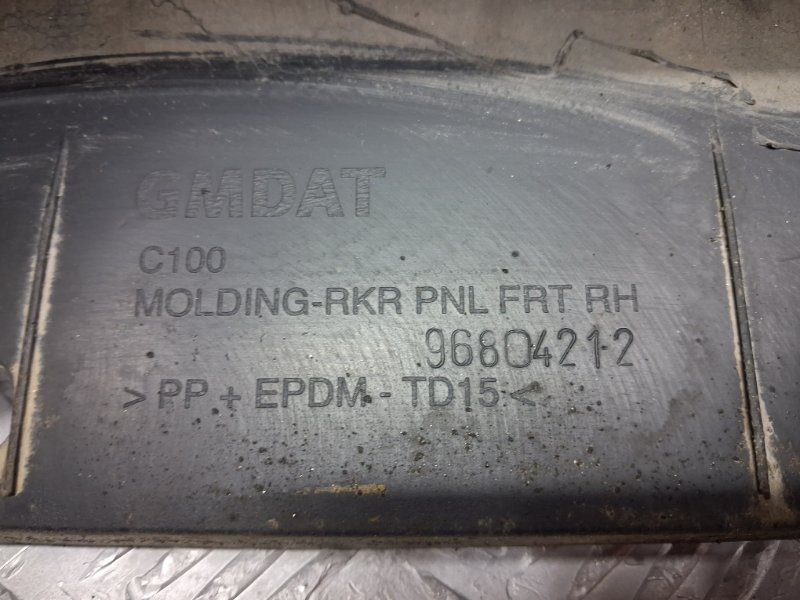 GMDAT
C100
MOLDING-RKR PNL FRT RH
96804212
>PP + EPDM - TD15<